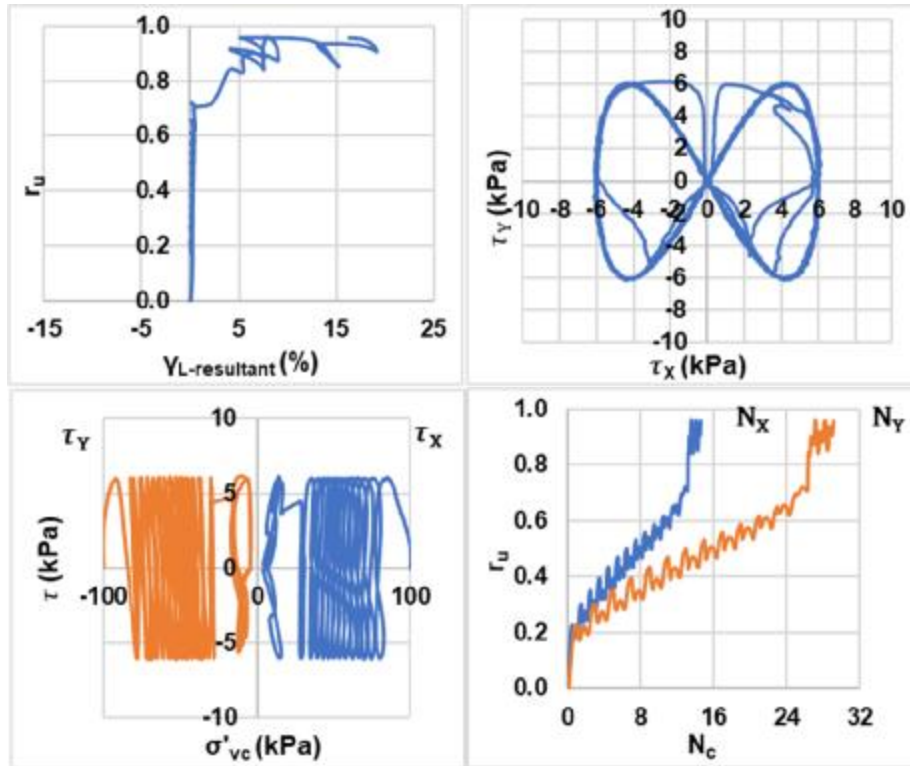 1.0
0.8
0.6
0.4
0.2
0.0
r_u
-15 -5 5 15 25
γ_L-resultant (%)
10
8
6
4
2
0
-10 -8 -6 -4 -2 0 2 4 6 8 10
-2
-4
-6
-8
-10
τ_Y (kPa)
τ_X (kPa)
10
τ_Y τ_X
5
0
-100 0 100
-5
-10
τ (kPa)
σ'_vc (kPa)
1.0
N_X N_Y
0.8
0.6
0.4
0.2
0.0
r_u
0 8 16 24 32
N_c